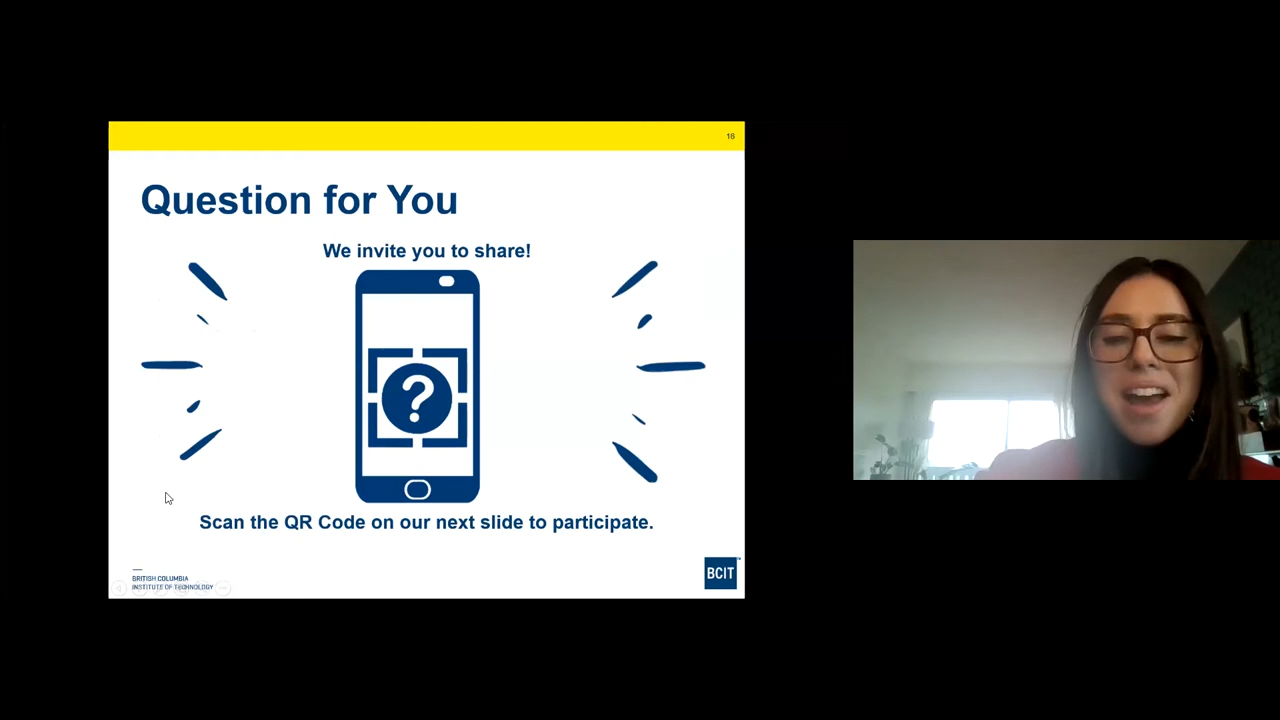 16
Question for You
We invite you to share!
?
Scan the QR Code on our next slide to participate.
BRITISH COLUMBIA
INSTITUTE OF TECHNOLOGY
BCIT